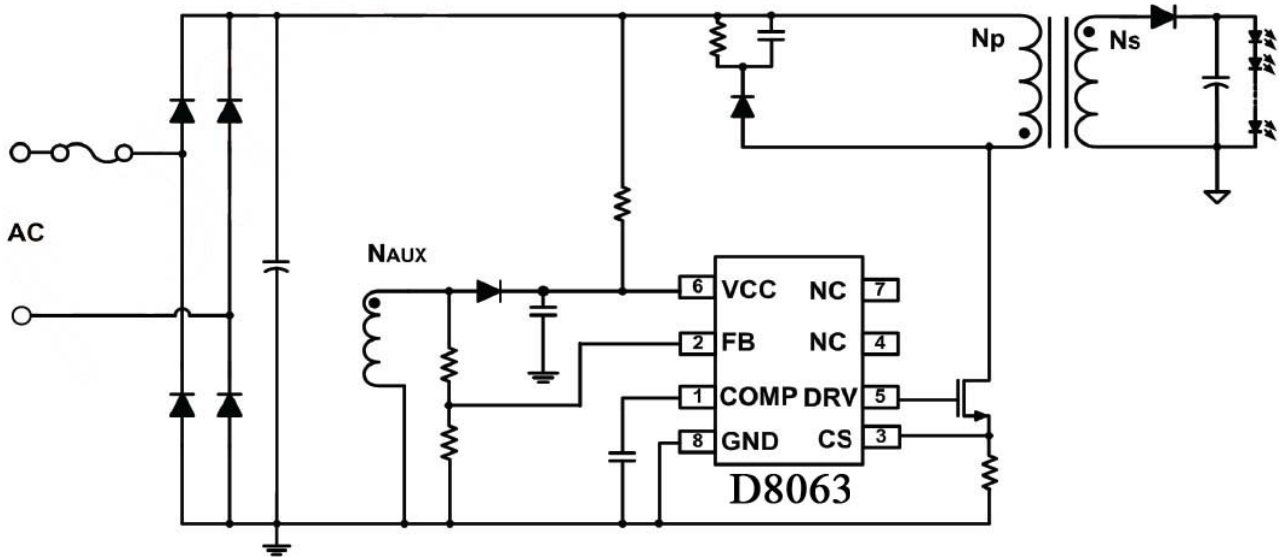 Np
Ns
AC
NAUX
6 VCC NC 7
2 FB NC 4
1 COMP DRV 5
8 GND CS 3
D8063